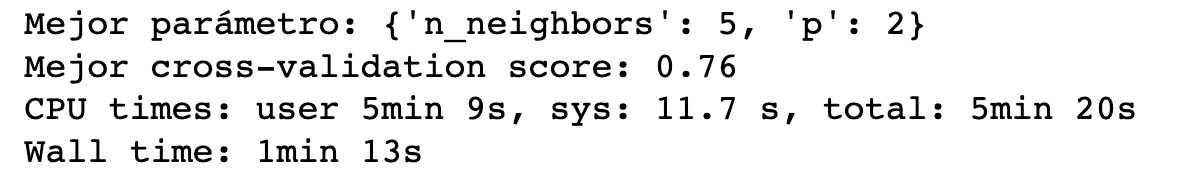 Mejor parámetro: {'n_neighbors': 5, 'p': 2}
Mejor cross-validation score: 0.76
CPU times: user 5min 9s, sys: 11.7 s, total: 5min 20s
Wall time: 1min 13s